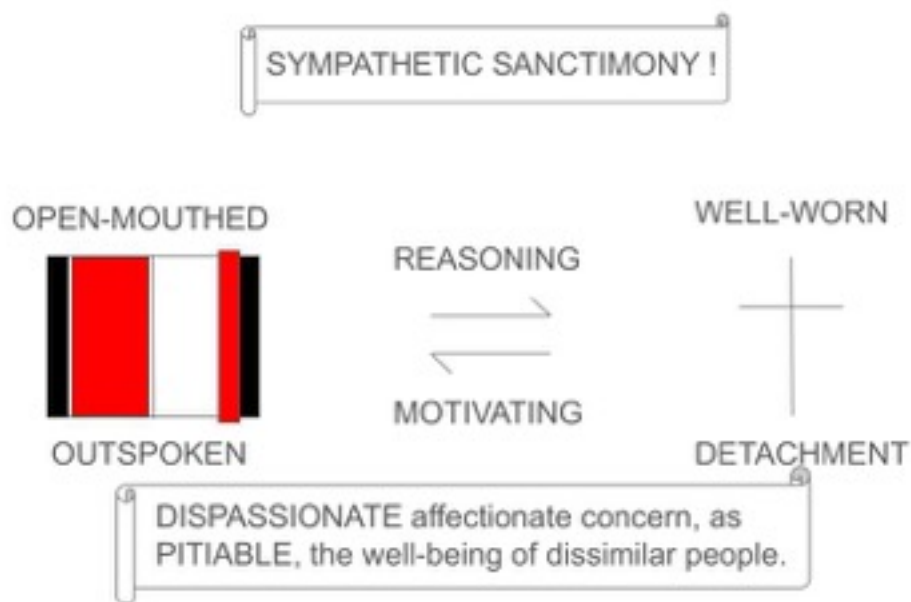 SYMPATHETIC SANCTIMONY !
OPEN-MOUTHED
WELL-WORN
REASONING
MOTIVATING
OUTSPOKEN
DETACHMENT
DISPASSIONATE affectionate concern, as
PITIABLE, the well-being of dissimilar people.